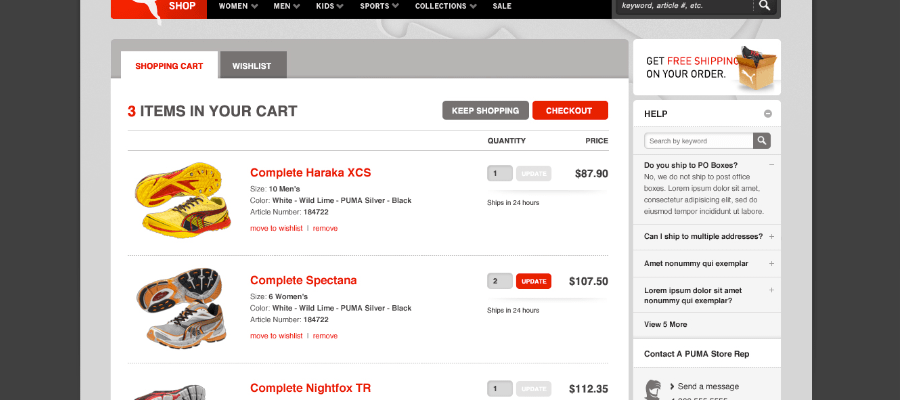 SHOP
WOMEN MEN KIDS SPORTS COLLECTIONS SALE
keyword, article #, etc.
SHOPPING CART
WISHLIST
3 ITEMS IN YOUR CART
KEEP SHOPPING
CHECKOUT
QUANTITY PRICE
Complete Haraka XCS
1 UPDATE $87.90
Size: 10 Men's
Color: White - Wild Lime - PUMA Silver - Black
Article Number: 184722
Ships in 24 hours
move to wishlist | remove
Complete Spectana
2 UPDATE $107.50
Size: 6 Women's
Color: White - Wild Lime - PUMA Silver - Black
Article Number: 184722
Ships in 24 hours
move to wishlist | remove
Complete Nightfox TR
1 UPDATE $112.35
GET FREE SHIPPING
ON YOUR ORDER.
HELP
Search by keyword
Do you ship to PO Boxes?
No, we do not ship to post office
boxes. Lorem ipsum dolor sit amet,
consectetur adipisicing elit, sed do
eiusmod tempor incididunt ut labore.
Can I ship to multiple addresses?
Amet nonummy qui exemplar
Lorem ipsum dolor sit amet
nonummy qui exemplar?
View 5 More
Contact A PUMA Store Rep
Send a message